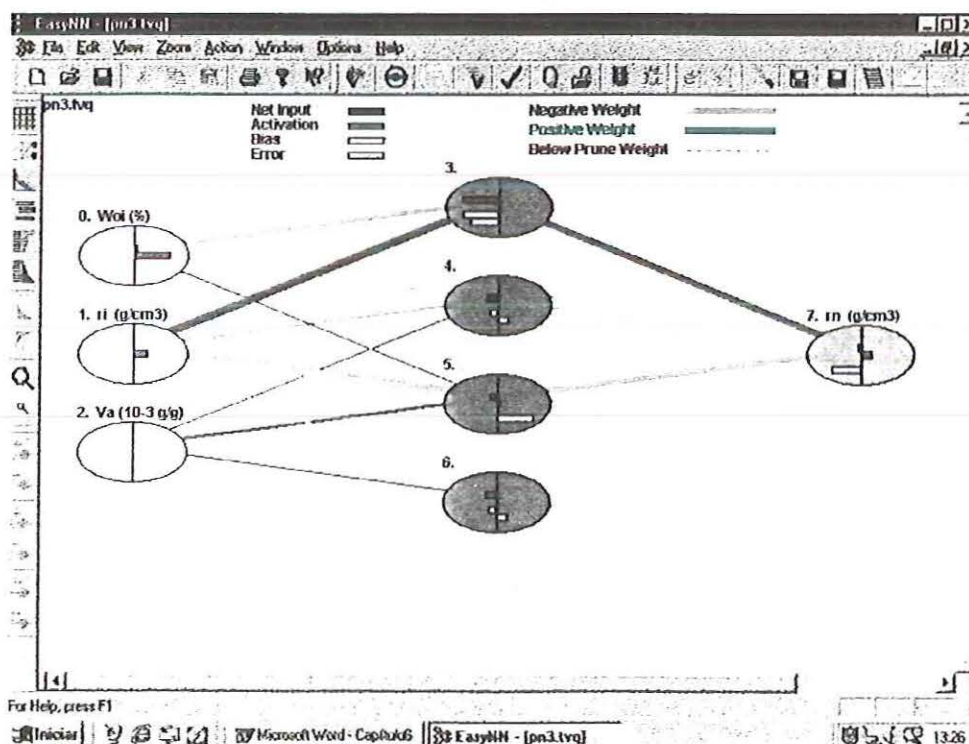 EasyNN - [pn3.tvq]
File Edit View Zoom Action Window Options Help
pn3.tvq
Net Input
Activation
Bias
Error
Negative Weight
Positive Weight
Below Prune Weight
3.
0. Woi (%)
4.
1. ri (g/cm3)
7. rn (g/cm3)
5.
2. Va (10-3 g/g)
6.
For Help, press F1
Iniciar
Microsoft Word - Capítulo6
EasyNN - [pn3.tvq]
13:26